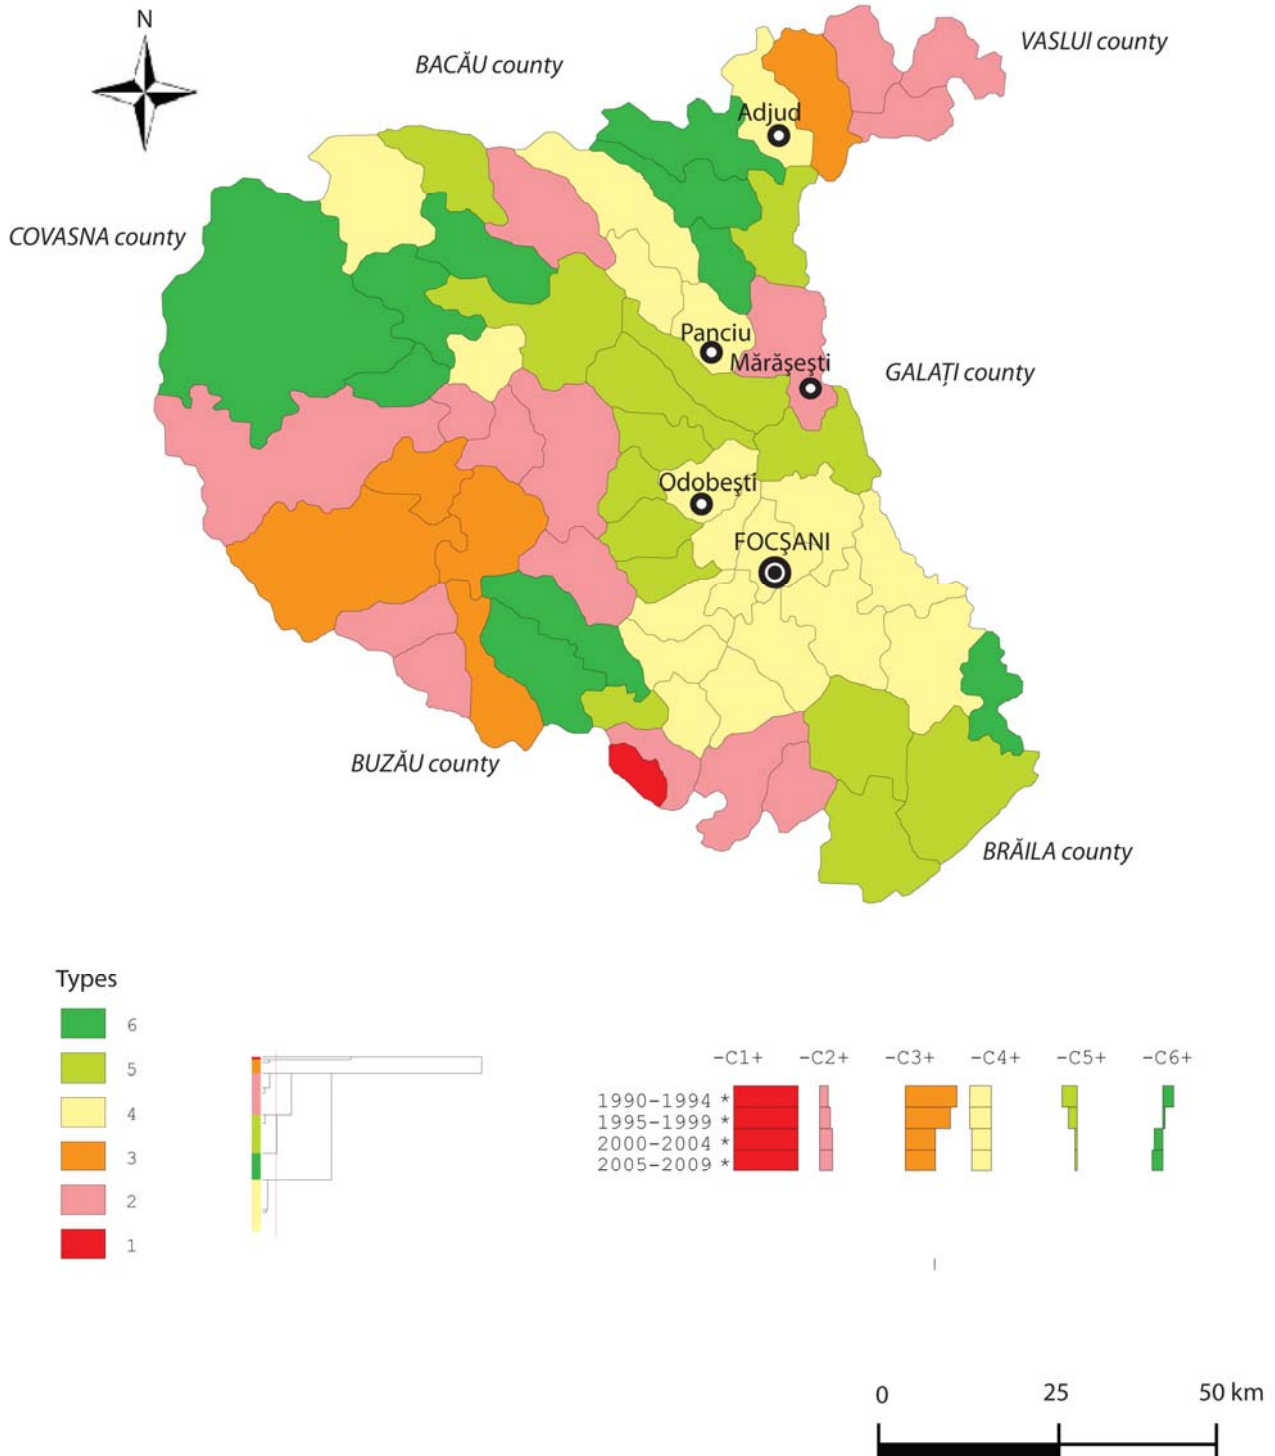 N
VASLUI county
BACĂU county
Adjud
COVASNA county
Panciu
Mărăşeşti
GALAȚI county
Odobeşti
FOCŞANI
BUZĂU county
BRĂILA county
Types
6
5
4
3
2
1
-C1+ -C2+ -C3+ -C4+ -C5+ -C6+
1990-1994 *
1995-1999 *
2000-2004 *
2005-2009 *
0 25 50 km